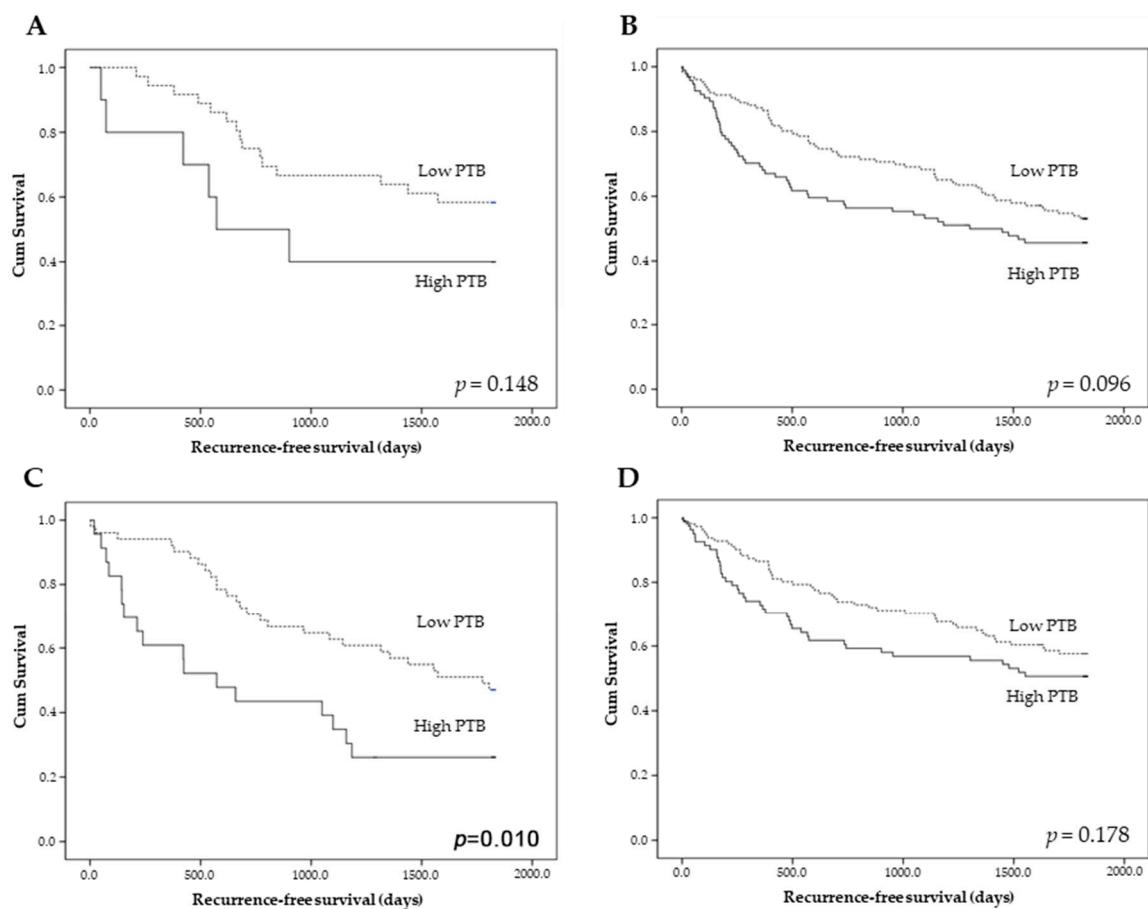 A
1.0
0.8
0.6
0.4
0.2
0.0
Cum Survival
Low PTB
High PTB
p = 0.148
0.0 500.0 1000.0 1500.0 2000.0
Recurrence-free survival (days)
B
1.0
0.8
0.6
0.4
0.2
0.0
Cum Survival
Low PTB
High PTB
p = 0.096
0.0 500.0 1000.0 1500.0 2000.0
Recurrence-free survival (days)
C
1.0
0.8
0.6
0.4
0.2
0.0
Cum Survival
Low PTB
High PTB
p=0.010
0.0 500.0 1000.0 1500.0 2000.0
Recurrence-free survival (days)
D
1.0
0.8
0.6
0.4
0.2
0.0
Cum Survival
Low PTB
High PTB
p = 0.178
0.0 500.0 1000.0 1500.0 2000.0
Recurrence-free survival (days)